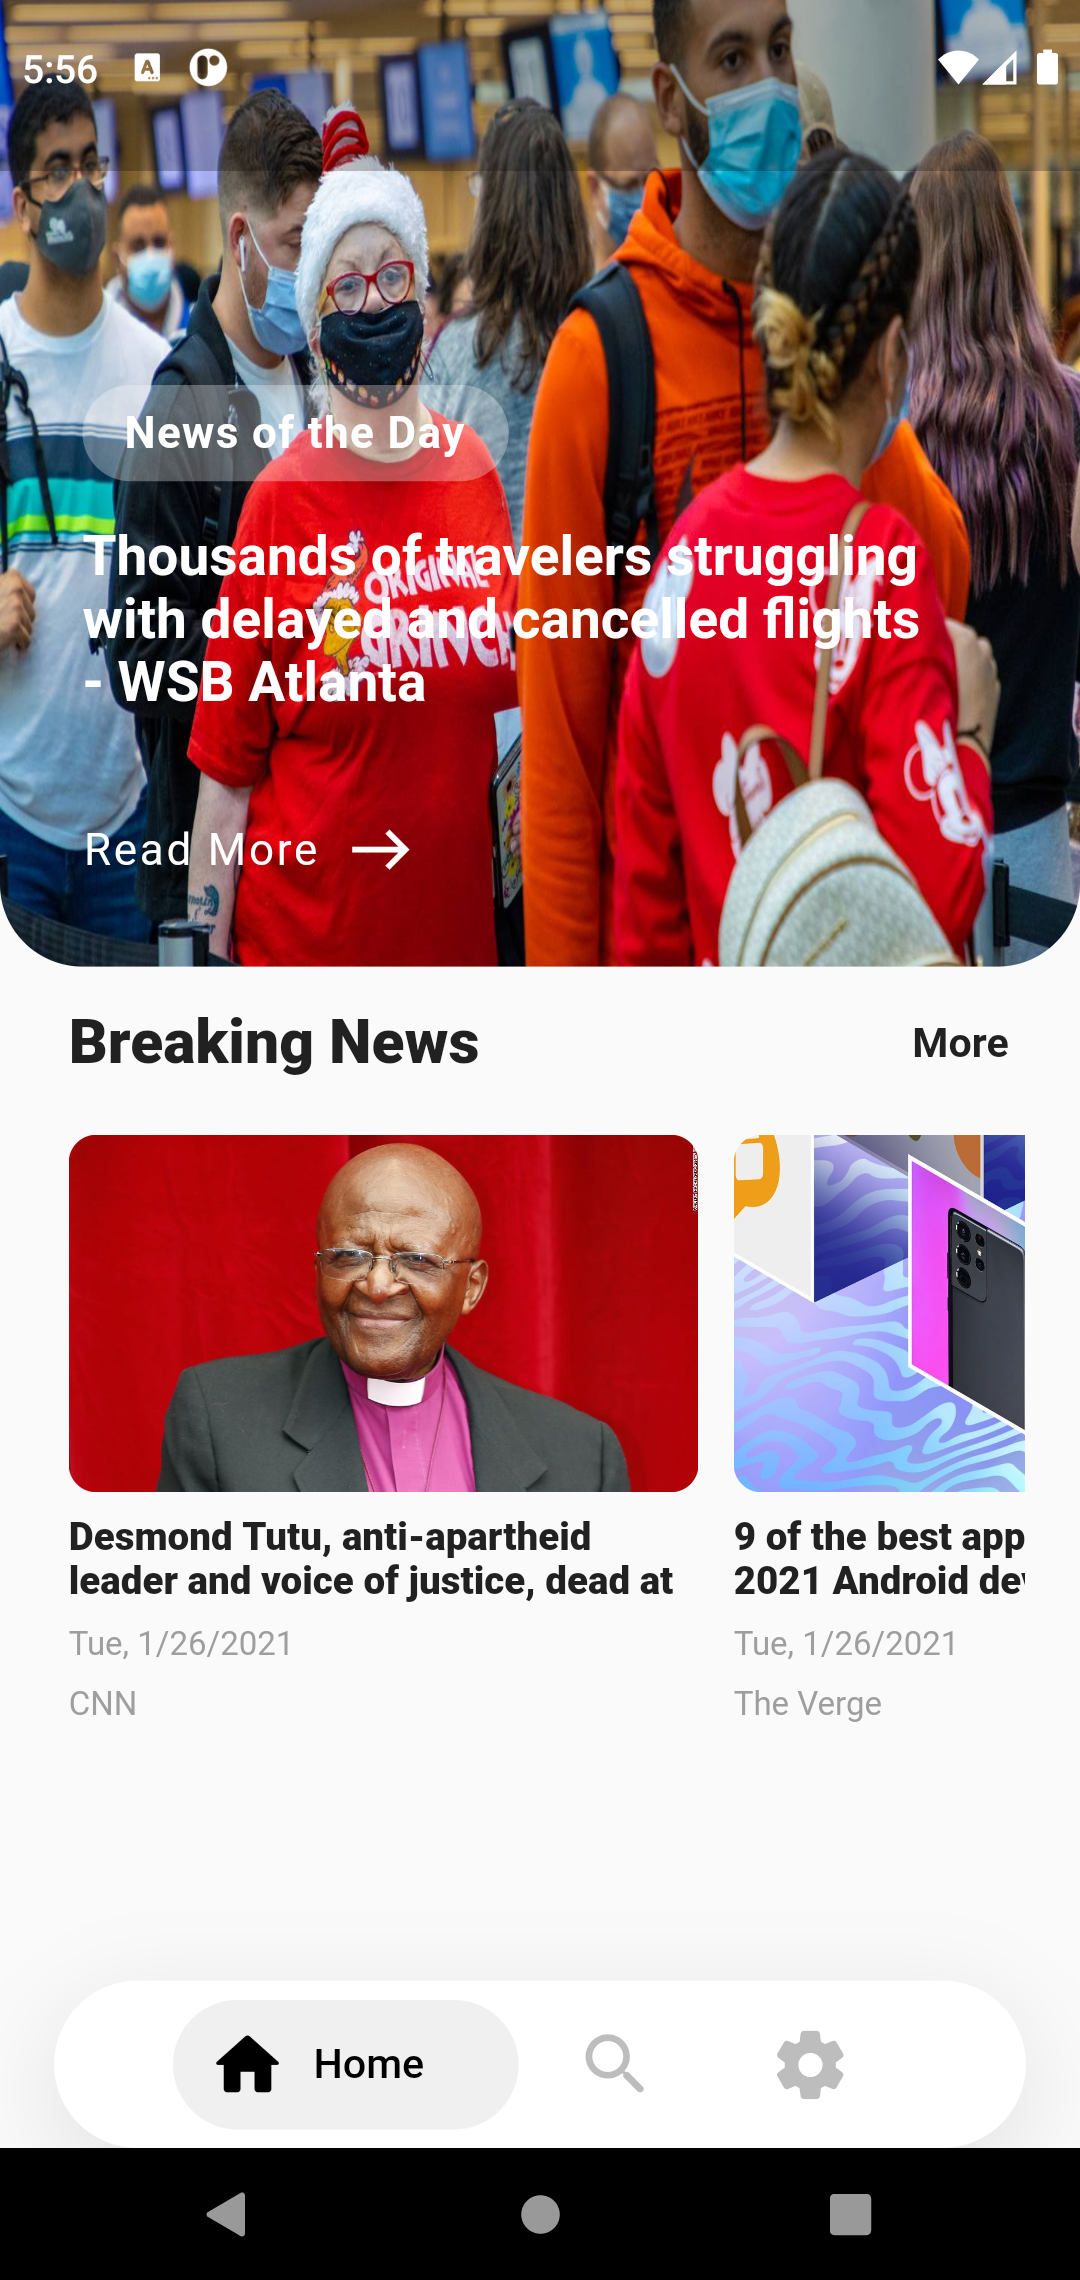 5:56
News of the Day
Thousands of travelers struggling
with delayed and cancelled flights
- WSB Atlanta
Read More
Breaking News
More
Desmond Tutu, anti-apartheid
leader and voice of justice, dead at
Tue, 1/26/2021
CNN
9 of the best app
2021 Android dev
Tue, 1/26/2021
The Verge
Home